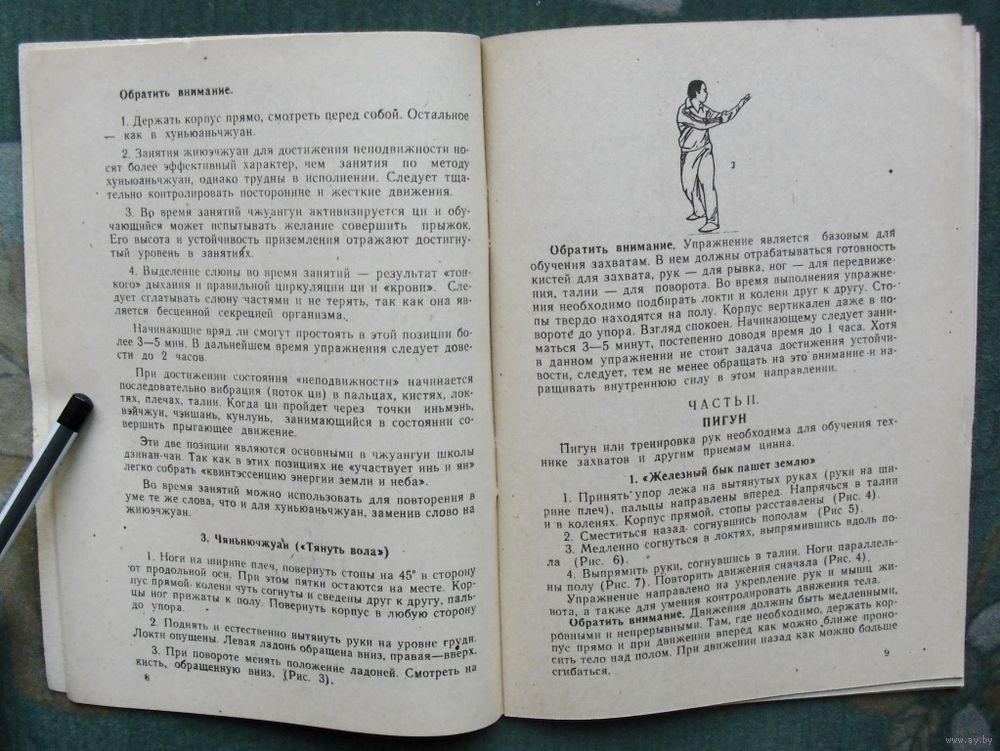 Обратить внимание.
1. Держать корпус прямо, смотреть перед собой. Остальное
— как в хуньюаньчжуан.
2. Занятия жиюэчжуан для достижения неподвижности но-
сят более эффективный характер, чем занятия по методу
хуньюаньчжуан, однако трудны в исполнении. Следует тща-
тельно контролировать посторонние и жесткие движения.
3. Во время занятий чжуангун активизируется ци и обу-
чающийся может испытывать желание совершить прыжок.
Его высота и устойчивость приземления отражают достигну-
тый уровень в занятиях.
4. Выделение слюны во время занятий — результат «тон-
кого» дыхания и правильной циркуляции ци и «крови». Сле-
дует сглатывать слюну частями и не терять, так как она яв-
ляется бесценной секрецией организма.
Начинающие вряд ли смогут простоять в этой позиции бо-
лее 3—5 мин. В дальнейшем время упражнения следует дове-
сти до 2 часов.
При достижении состояния «неподвижности» начинается
последовательно вибрация (поток ци) в пальцах, кистях, лок-
тях, плечах, талии. Когда ци пройдет через точки иньмэнь,
вэйчжун, чэншань, кунлунь, занимающийся в состоянии со-
вершить прыгающее движение.
Эти две позиции являются основными в чжуангун школы
дзинан-чан. Так как в этих позициях не «участвует инь и ян»
легко собрать «квинтэссенцию энергии земли и неба».
Во время занятий можно использовать для повторения в
уме те же слова, что и для хуньюаньчжуан, заменив слово на
жиюэчжуан.
3. Чяньнючжуан («Тянуть вола»)
1. Ноги на ширине плеч, повернуть стопы на 45° в сторону
от продольной оси. При этом пятки остаются на месте. Кор-
пус прямой, колени чуть согнуты и сведены друг к другу, паль-
цы ног прижаты к полу. Повернуть корпус в любую сторону
до упора.
2. Поднять и естественно вытянуть руки на уровне груди.
Локти опущены. Левая ладонь обращена вниз, правая—вверх.
3. При повороте менять положение ладоней. Смотреть на
кисть, обращенную вниз. (Рис. 3).
8
3
Обратить внимание. Упражнение является базовым для
обучения захватам. В нем должны отрабатываться готовность
кистей для захвата, рук — для рывка, ног — для передвиже-
ния, талии — для поворота. Во время выполнения упражне-
ния необходимо подбирать локти и колени друг к другу. Сто-
пы твердо находятся на полу. Корпус вертикален даже в по-
вороте до упора. Взгляд спокоен. Начинающему следует зани-
маться 3—5 минут, постепенно доводя время до 1 часа. Хотя
в данном упражнении не стоит задача достижения устойчи-
вости, следует, тем не менее обращать на это внимание и на-
ращивать внутреннюю силу в этом направлении.
ЧАСТЬ II.
ПИГУН
Пигун или тренировка рук необходима для обучения тех-
нике захватов и другим приемам цинна.
1. «Железный бык пашет землю»
1. Принять упор лежа на вытянутых руках (руки на ши-
рине плеч), пальцы направлены вперед. Напрячься в талии
и в коленях. Корпус прямой, стопы расставлены (Рис. 4).
2. Сместиться назад, согнувшись пополам (Рис 5).
3. Медленно согнуться в локтях, выпрямившись вдоль по-
ла (Рис. 6).
4. Выпрямить руки, согнувшись в талии. Ноги параллель-
ны полу (Рис. 7). Повторить движения сначала (Рис. 4).
Упражнение направлено на укрепление рук и мышц жи-
вота, а также для умения контролировать движения тела.
Обратить внимание. Движения должны быть медленными,
ровными и непрерывными. Там, где необходимо, держать кор-
пус прямо и при движении вперед как можно ближе проно-
сить тело над полом. При движении назад как можно больше
сгибаться.
9
www.ay.by